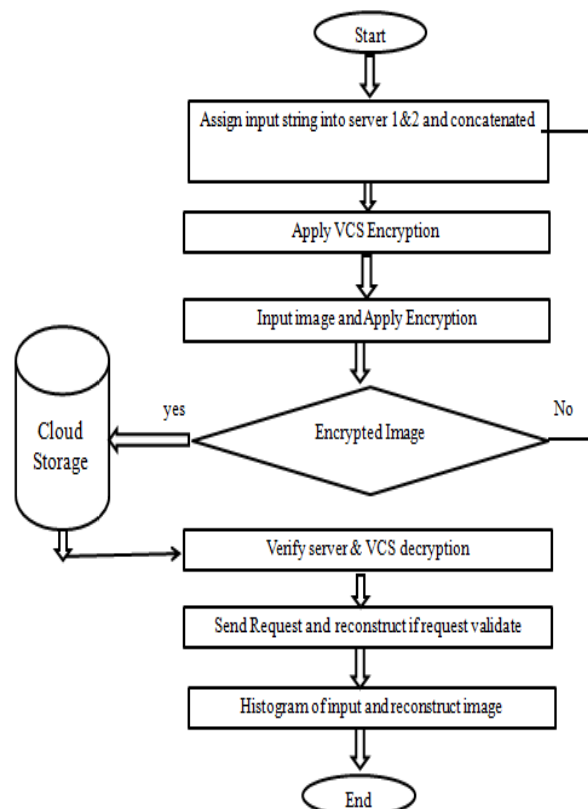 Start
Assign input string into server 1&2 and concatenated
Apply VCS Encryption
Input image and Apply Encryption
yes
No
Encrypted Image
Cloud
Storage
Verify server & VCS decryption
Send Request and reconstruct if request validate
Histogram of input and reconstruct image
End